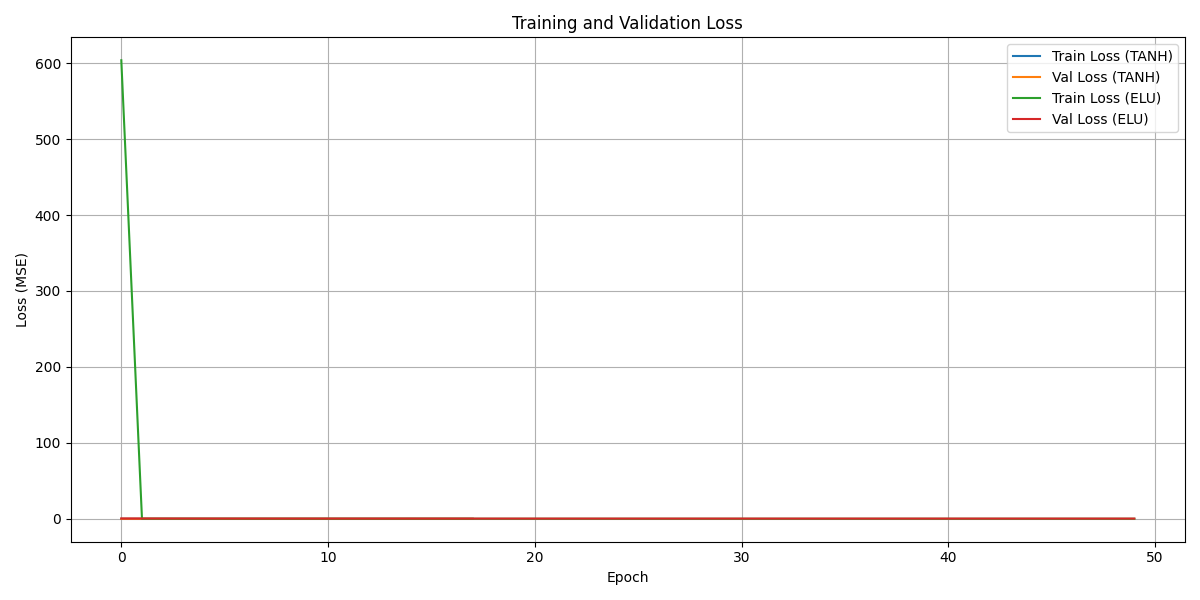 Training and Validation Loss
Train Loss (TANH)
Val Loss (TANH)
Train Loss (ELU)
Val Loss (ELU)
Loss (MSE)
600
500
400
300
200
100
0
0 10 20 30 40 50
Epoch